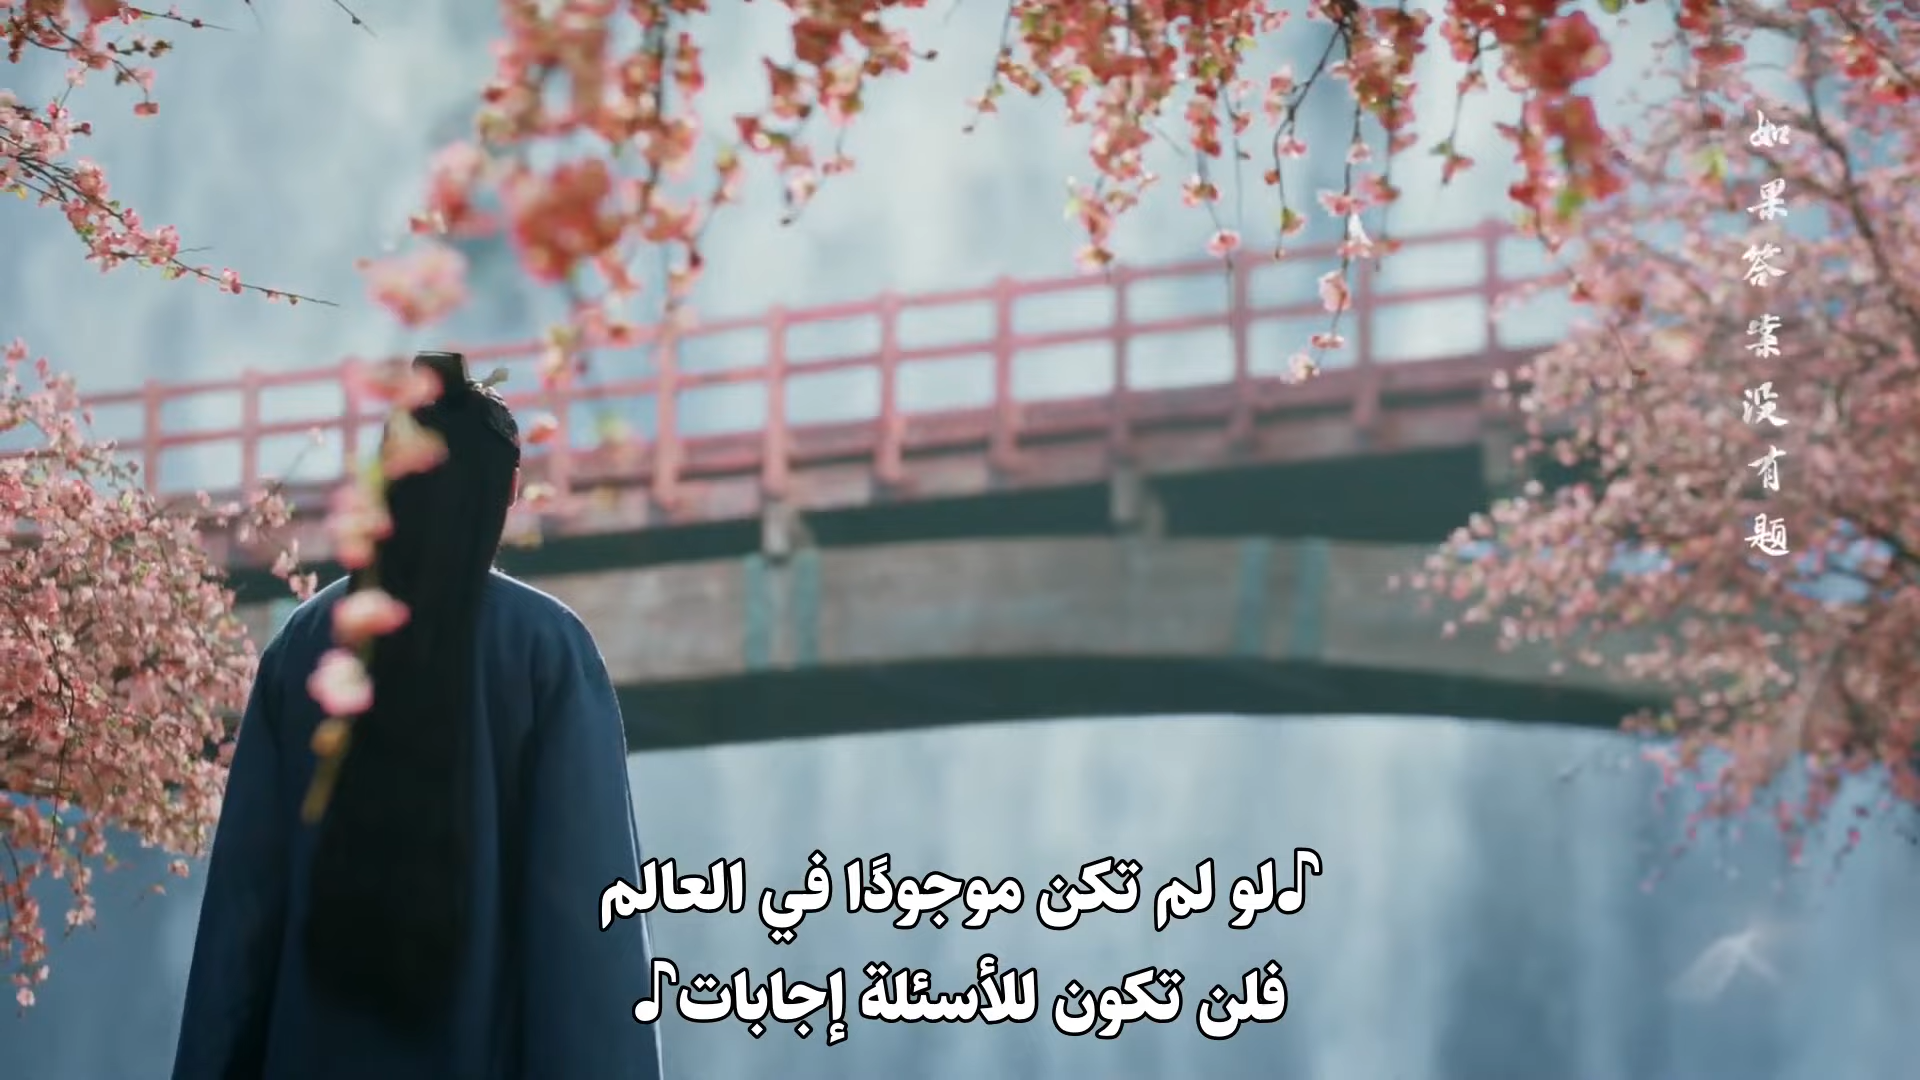 如果答案没有题
♪لو لم تكن موجودًا في العالم
فلن تكون للأسئلة إجابات♪